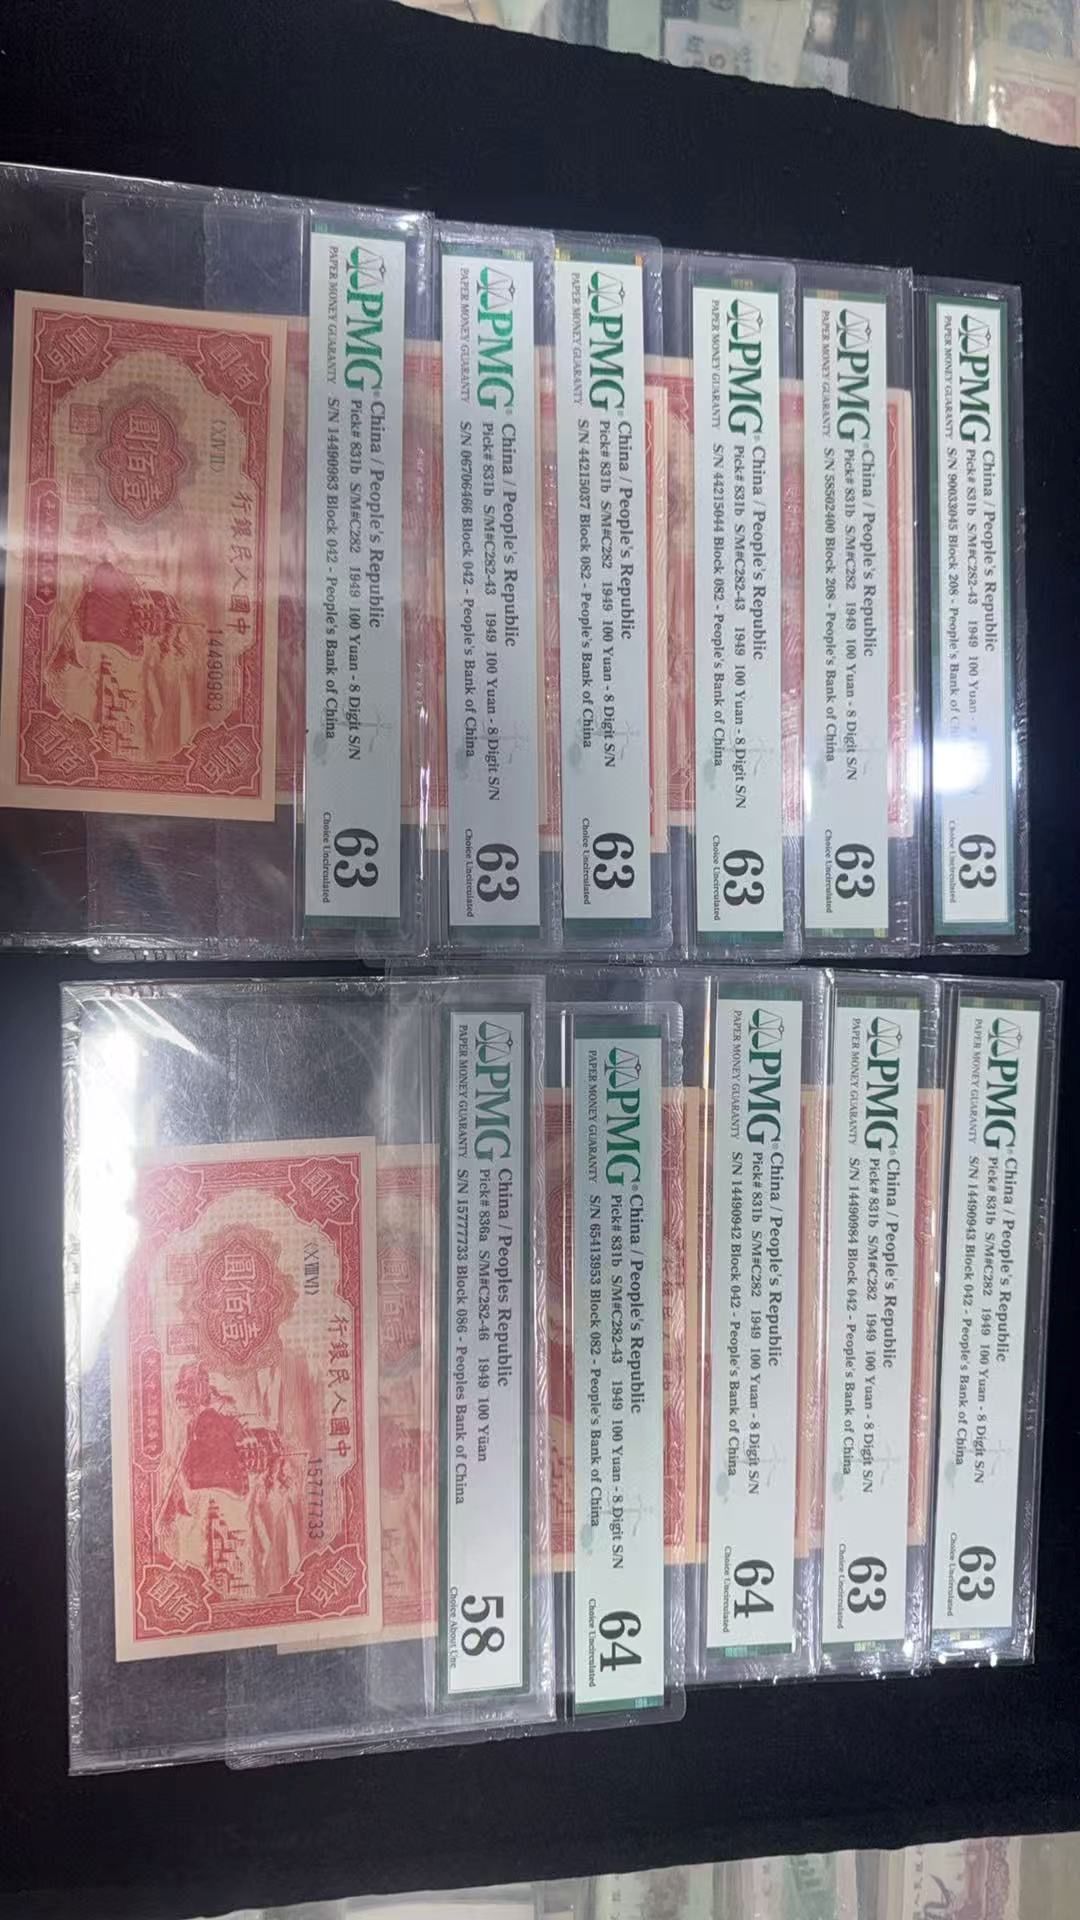 PMG®
PAPER MONEY GUARANTY
China / People's Republic
Pick# 831b S/M#C282-43 1949 100 Yuan -
S/N 90033045 Block 208 - People's Bank of
63
Choice Uncirculated
PMG®
PAPER MONEY GUARANTY
China / People's Republic
Pick# 831b S/M#C282 1949 100 Yuan - 8 Digit S/N
S/N 58502400 Block 208 - People's Bank of China
63
Choice Uncirculated
PMG®
PAPER MONEY GUARANTY
China / People's Republic
Pick# 831b S/M#C282-43 1949 100 Yuan - 8 Digit S/N
S/N 44215044 Block 082 - People's Bank of China
63
Choice Uncirculated
PMG®
PAPER MONEY GUARANTY
China / People's Republic
Pick# 831b S/M#C282 1949 100 Yuan - 8 Digit S/N
S/N 44215037 Block 082 - People's Bank of China
63
Choice Uncirculated
PMG®
PAPER MONEY GUARANTY
China / People's Republic
Pick# 831b S/M#C282-43 1949 100 Yuan - 8 Digit S/N
S/N 06706466 Block 042 - People's Bank of China
63
Choice Uncirculated
PMG®
PAPER MONEY GUARANTY
China / People's Republic
Pick# 831b S/M#C282 1949 100 Yuan - 8 Digit S/N
S/N 14490983 Block 042 - People's Bank of China
63
Choice Uncirculated
行銀民人國中
14490983
圓佰壹
PMG®
PAPER MONEY GUARANTY
China / People's Republic
Pick# 831b S/M#C282 1949 100 Yuan - 8 Digit S/N
S/N 14490943 Block 042 - People's Bank of China
63
Choice Uncirculated
PMG®
PAPER MONEY GUARANTY
China / People's Republic
Pick# 831b S/M#C282 1949 100 Yuan - 8 Digit S/N
S/N 14490984 Block 042 - People's Bank of China
63
Choice Uncirculated
PMG®
PAPER MONEY GUARANTY
China / People's Republic
Pick# 831b S/M#C282 1949 100 Yuan - 8 Digit S/N
S/N 14490942 Block 042 - People's Bank of China
64
Choice Uncirculated
PMG®
PAPER MONEY GUARANTY
China / People's Republic
Pick# 831b S/M#C282-43 1949 100 Yuan - 8 Digit S/N
S/N 65413953 Block 082 - People's Bank of China
64
Choice Uncirculated
PMG®
PAPER MONEY GUARANTY
China / Peoples Republic
Pick# 836a S/M#C282-46 1949 100 Yüan
S/N 15777733 Block 086 - Peoples Bank of China
58
Choice About Unc
行銀民人國中
15777733
圓佰壹